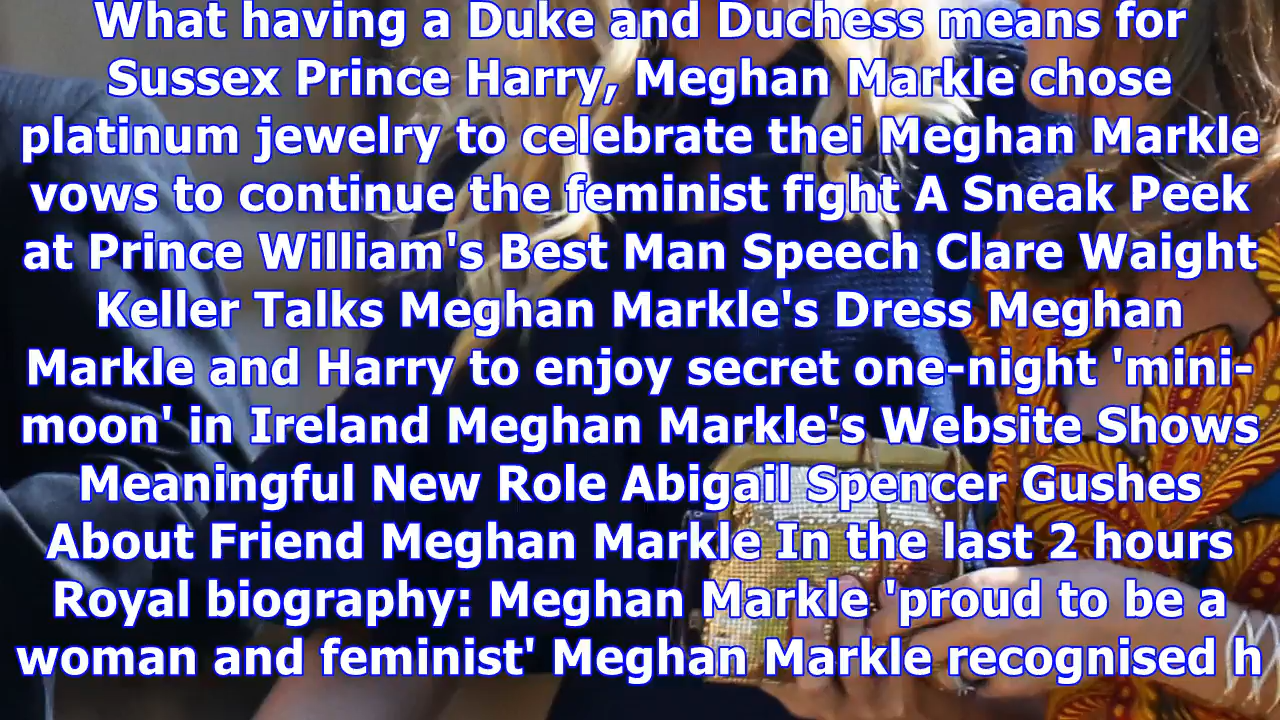 What having a Duke and Duchess means for
Sussex Prince Harry, Meghan Markle chose
platinum jewelry to celebrate thei Meghan Markle
vows to continue the feminist fight A Sneak Peek
at Prince William's Best Man Speech Clare Waight
Keller Talks Meghan Markle's Dress Meghan
Markle and Harry to enjoy secret one-night 'mini-
moon' in Ireland Meghan Markle's Website Shows
Meaningful New Role Abigail Spencer Gushes
About Friend Meghan Markle In the last 2 hours
Royal biography: Meghan Markle 'proud to be a
woman and feminist' Meghan Markle recognised h